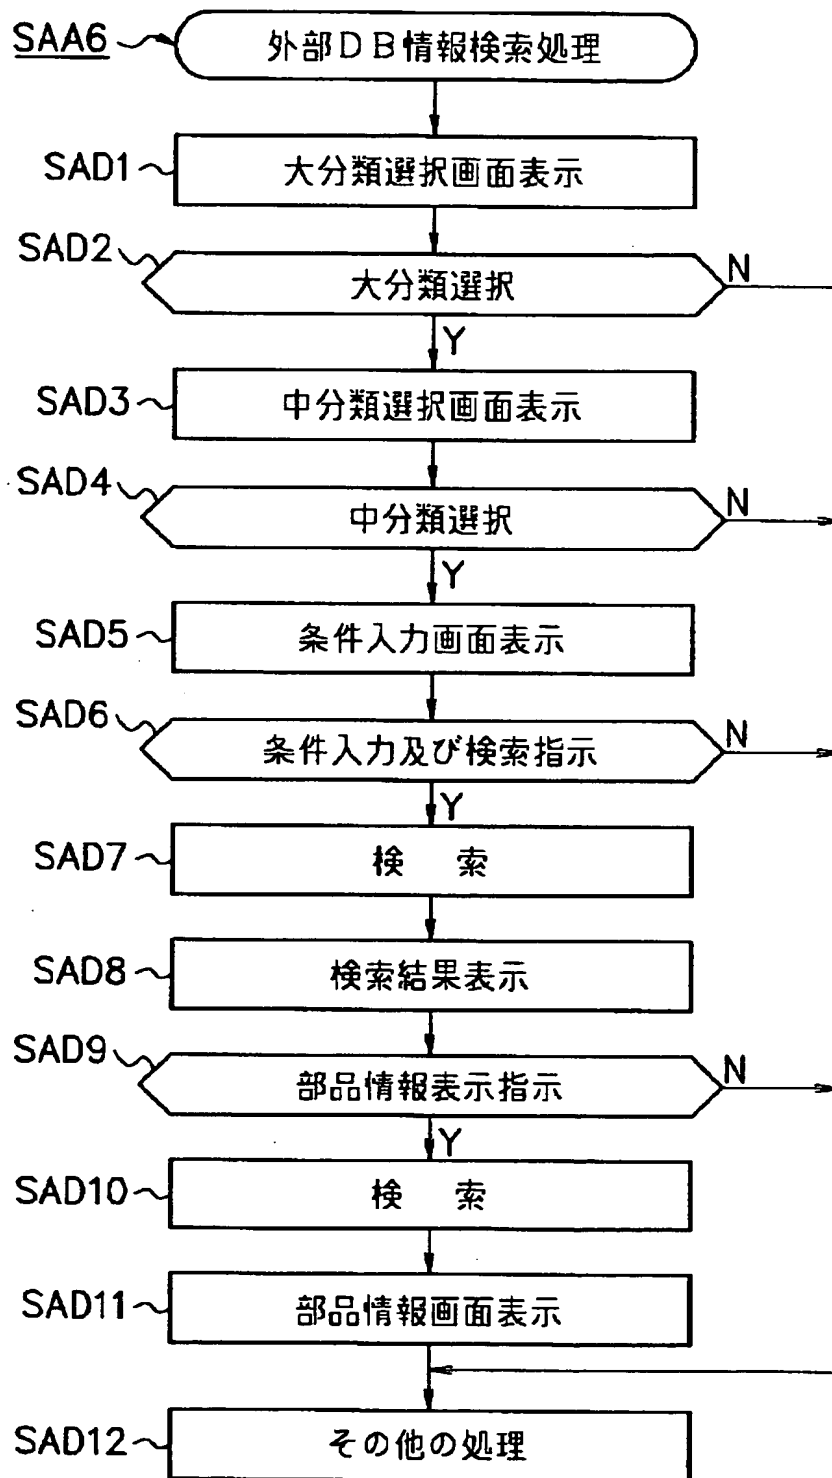 SAA6 外部DB情報検索処理
SAD1 大分類選択画面表示
SAD2 大分類選択 N
Y
SAD3 中分類選択画面表示
SAD4 中分類選択 N
Y
SAD5 条件入力画面表示
SAD6 条件入力及び検索指示 N
Y
SAD7 検 索
SAD8 検索結果表示
SAD9 部品情報表示指示 N
Y
SAD10 検 索
SAD11 部品情報画面表示
SAD12 その他の処理